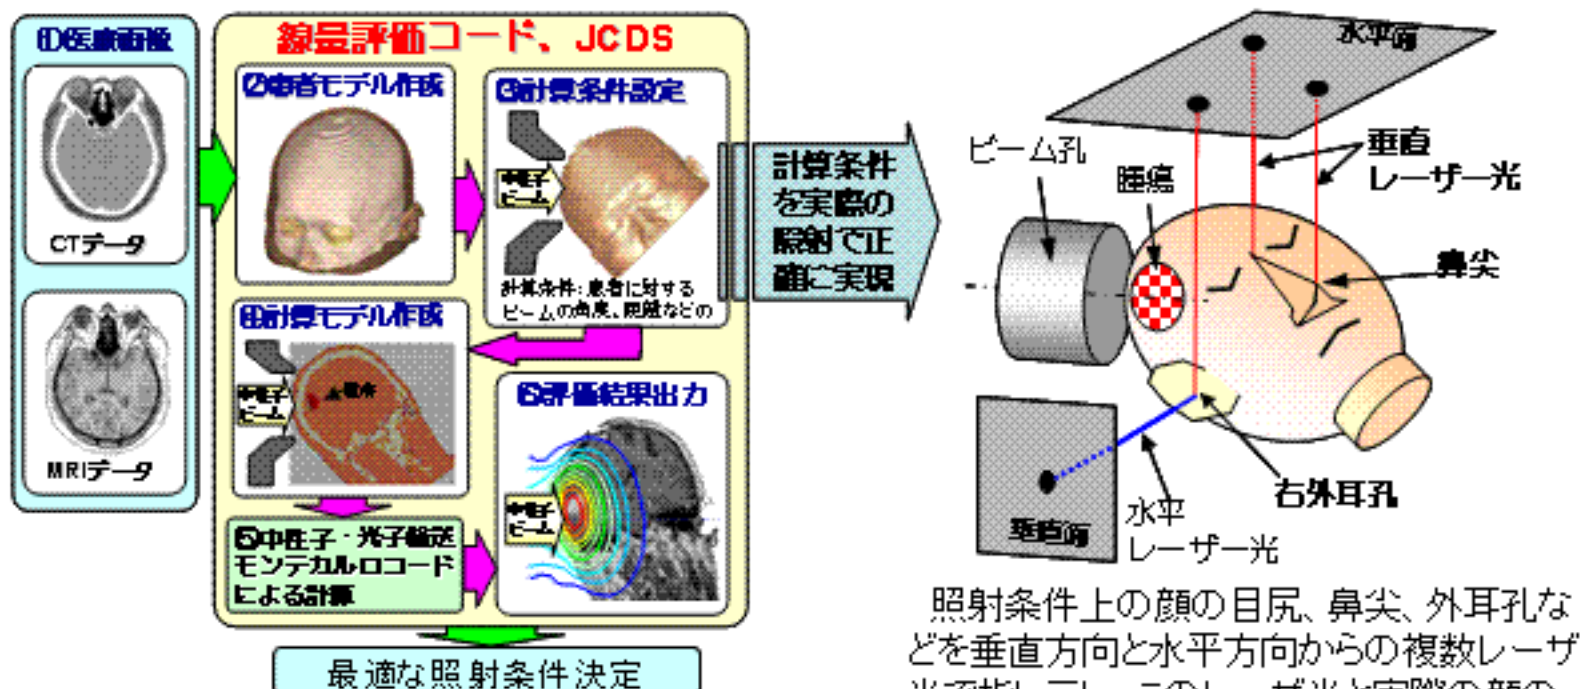 ①医療画像
CTデータ
MRIデータ
線量評価コード、JCDS
②患者モデル作成
③計算条件設定
中性子
ビーム
計算条件：患者に対する
ビームの角度、距離などの
④計算モデル作成
中性子
ビーム
⑤中性子・光子輸送
モンテカルロコード
による計算
⑥評価結果出力
中性子
ビーム
最適な照射条件決定
計算条件
を実際の
照射で正
確に実現
水平面
ビーム孔
腫瘍
垂直
レーザー光
鼻尖
右外耳孔
垂直面
水平
レーザー光
照射条件上の顔の目尻、鼻尖、外耳孔な
どを垂直方向と水平方向からの複数レーザ